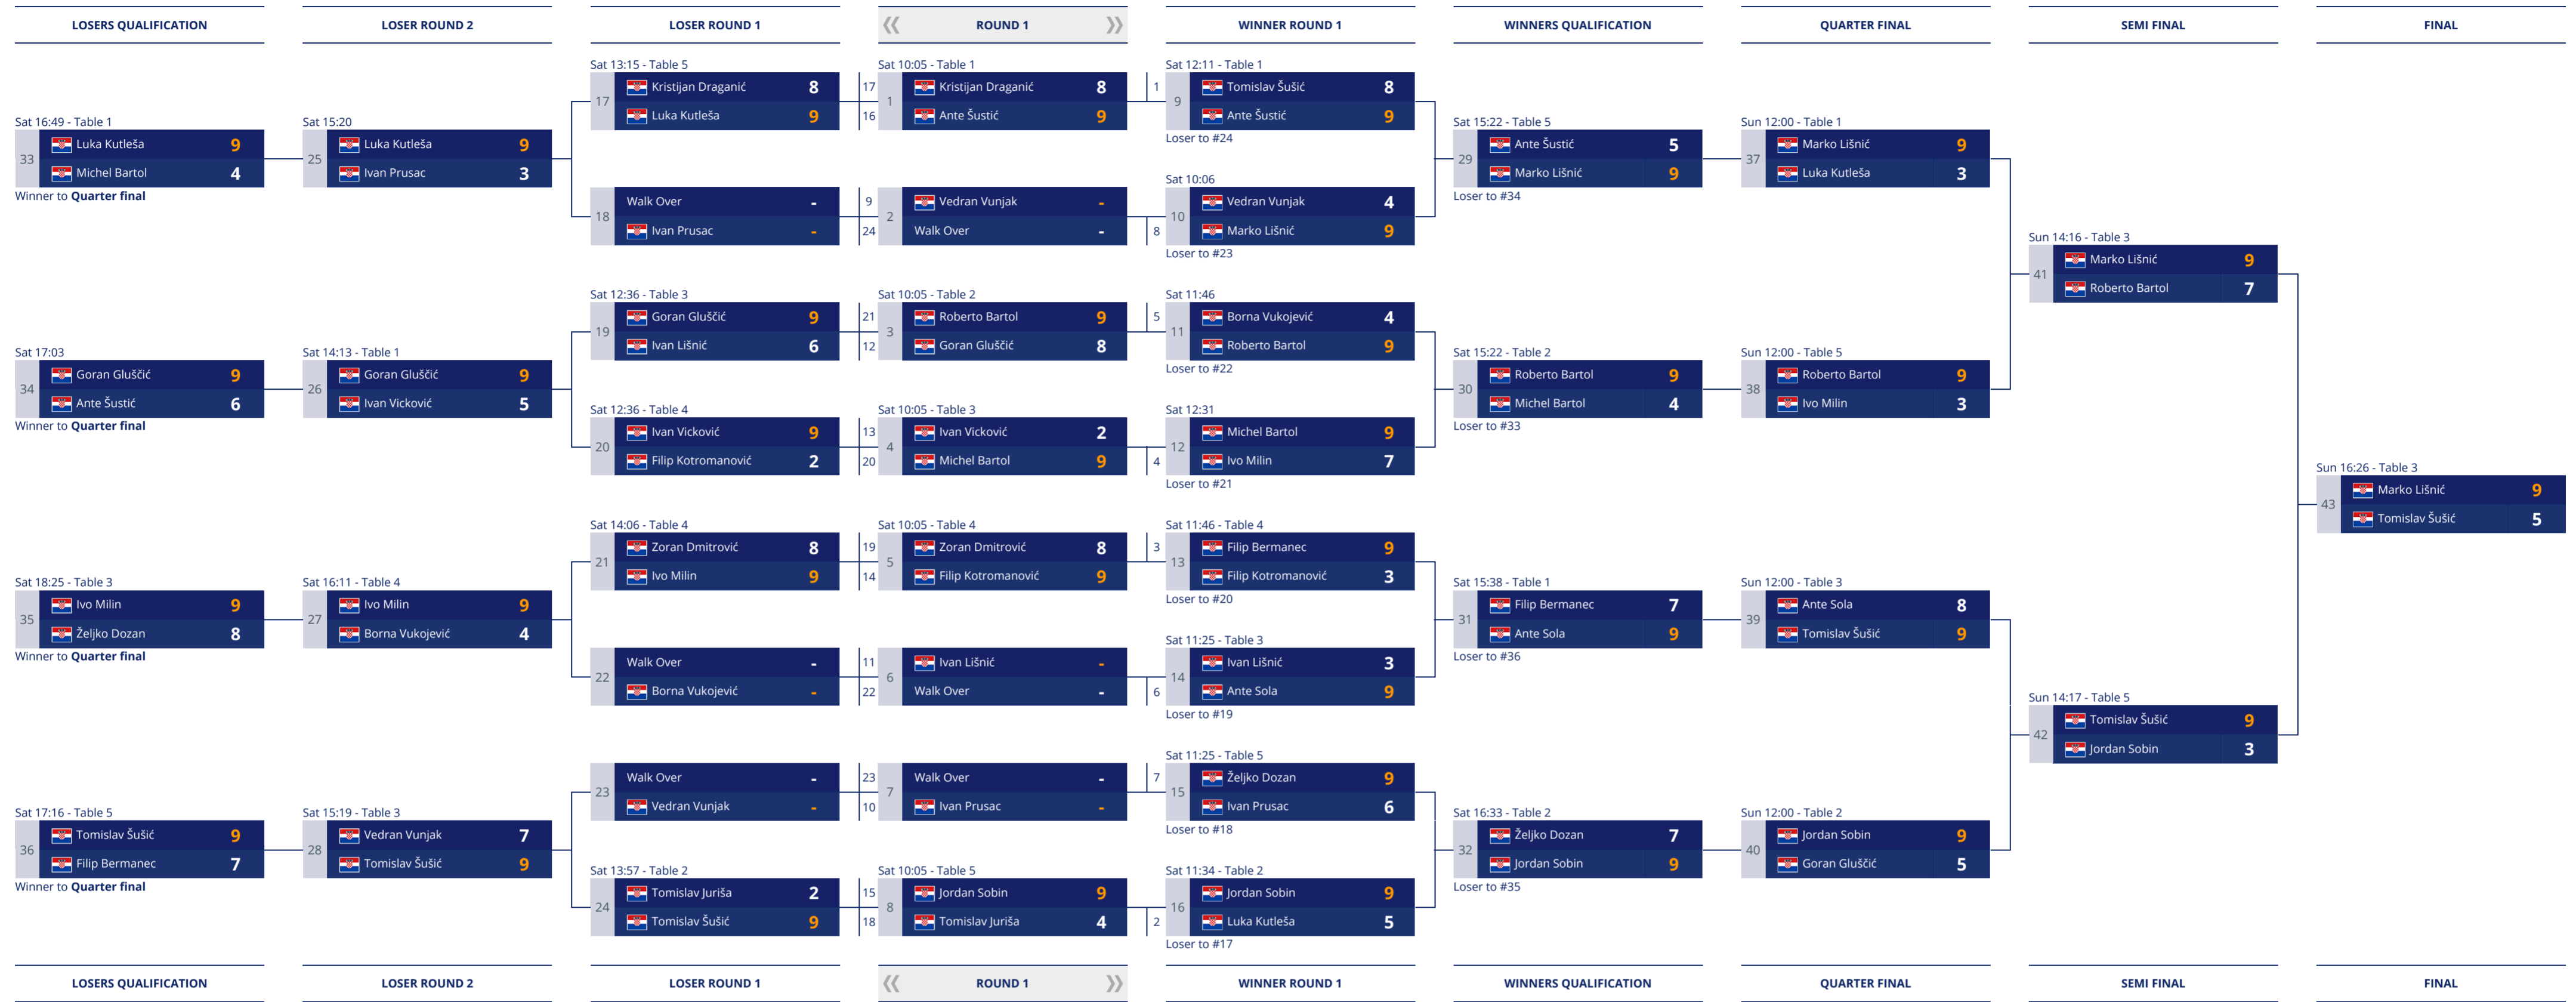 LOSERS QUALIFICATION
LOSER ROUND 2
LOSER ROUND 1
« ROUND 1 »
WINNER ROUND 1
WINNERS QUALIFICATION
QUARTER FINAL
SEMI FINAL
FINAL
Sat 16:49 - Table 1
33
Luka Kutleša 9
Michel Bartol 4
Winner to Quarter final
Sat 17:03
34
Goran Gluščić 9
Ante Šustić 6
Winner to Quarter final
Sat 18:25 - Table 3
35
Ivo Milin 9
Željko Dozan 8
Winner to Quarter final
Sat 17:16 - Table 5
36
Tomislav Šušić 9
Filip Bermanec 7
Winner to Quarter final
Sat 15:20
25
Luka Kutleša 9
Ivan Prusac 3
Sat 14:13 - Table 1
26
Goran Gluščić 9
Ivan Vicković 5
Sat 16:11 - Table 4
27
Ivo Milin 9
Borna Vukojević 4
Sat 15:19 - Table 3
28
Vedran Vunjak 7
Tomislav Šušić 9
Sat 13:15 - Table 5
17
Kristijan Draganić 8
Luka Kutleša 9
18
Walk Over -
Ivan Prusac -
Sat 12:36 - Table 3
19
Goran Gluščić 9
Ivan Lišnić 6
Sat 12:36 - Table 4
20
Ivan Vicković 9
Filip Kotromanović 2
Sat 14:06 - Table 4
21
Zoran Dmitrović 8
Ivo Milin 9
22
Walk Over -
Borna Vukojević -
23
Walk Over -
Vedran Vunjak -
Sat 13:57 - Table 2
24
Tomislav Juriša 2
Tomislav Šušić 9
Sat 10:05 - Table 1
17
16
1
Kristijan Draganić 8
Ante Šustić 9
9
24
2
Vedran Vunjak -
Walk Over -
Sat 10:05 - Table 2
21
12
3
Roberto Bartol 9
Goran Gluščić 8
Sat 10:05 - Table 3
13
20
4
Ivan Vicković 2
Michel Bartol 9
Sat 10:05 - Table 4
19
14
5
Zoran Dmitrović 8
Filip Kotromanović 9
11
22
6
Ivan Lišnić -
Walk Over -
23
10
7
Walk Over -
Ivan Prusac -
Sat 10:05 - Table 5
15
18
8
Jordan Sobin 9
Tomislav Juriša 4
Sat 12:11 - Table 1
1
9
Tomislav Šušić 8
Ante Šustić 9
Loser to #24
Sat 10:06
8
10
Vedran Vunjak 4
Marko Lišnić 9
Loser to #23
Sat 11:46
5
11
Borna Vukojević 4
Roberto Bartol 9
Loser to #22
Sat 12:31
4
12
Michel Bartol 9
Ivo Milin 7
Loser to #21
Sat 11:46 - Table 4
3
13
Filip Bermanec 9
Filip Kotromanović 3
Loser to #20
Sat 11:25 - Table 3
6
14
Ivan Lišnić 3
Ante Sola 9
Loser to #19
Sat 11:25 - Table 5
7
15
Željko Dozan 9
Ivan Prusac 6
Loser to #18
Sat 11:34 - Table 2
2
16
Jordan Sobin 9
Luka Kutleša 5
Loser to #17
Sat 15:22 - Table 5
29
Ante Šustić 5
Marko Lišnić 9
Loser to #34
Sat 15:22 - Table 2
30
Roberto Bartol 9
Michel Bartol 4
Loser to #33
Sat 15:38 - Table 1
31
Filip Bermanec 7
Ante Sola 9
Loser to #36
Sat 16:33 - Table 2
32
Željko Dozan 7
Jordan Sobin 9
Loser to #35
Sun 12:00 - Table 1
37
Marko Lišnić 9
Luka Kutleša 3
Sun 12:00 - Table 5
38
Roberto Bartol 9
Ivo Milin 3
Sun 12:00 - Table 3
39
Ante Sola 8
Tomislav Šušić 9
Sun 12:00 - Table 2
40
Jordan Sobin 9
Goran Gluščić 5
Sun 14:16 - Table 3
41
Marko Lišnić 9
Roberto Bartol 7
Sun 14:17 - Table 5
42
Tomislav Šušić 9
Jordan Sobin 3
Sun 16:26 - Table 3
43
Marko Lišnić 9
Tomislav Šušić 5
LOSERS QUALIFICATION
LOSER ROUND 2
LOSER ROUND 1
« ROUND 1 »
WINNER ROUND 1
WINNERS QUALIFICATION
QUARTER FINAL
SEMI FINAL
FINAL